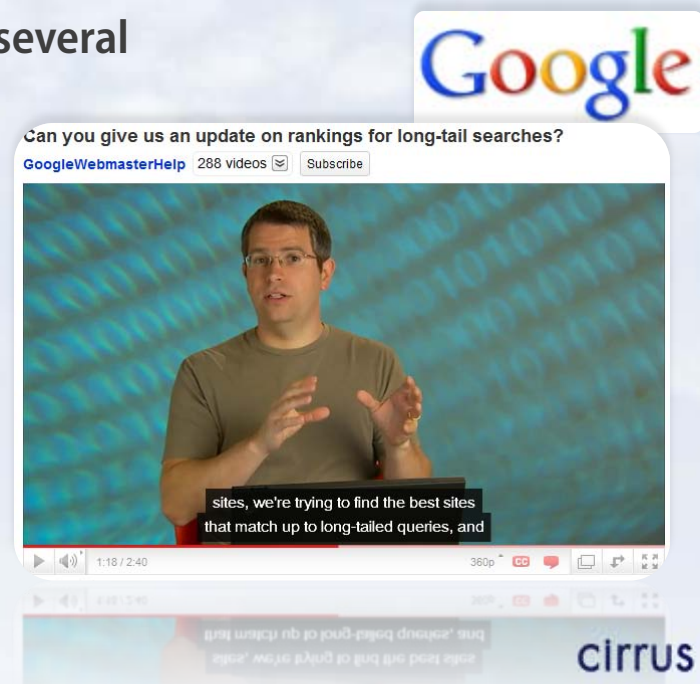 several
Google
Can you give us an update on rankings for long-tail searches?
GoogleWebmasterHelp 288 videos Subscribe
sites, we're trying to find the best sites
that match up to long-tailed queries, and
1:18 / 2:40 360p CC
cirrus